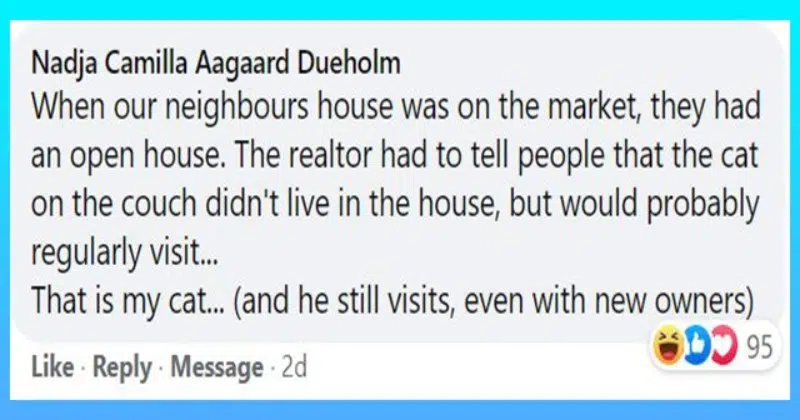 Nadja Camilla Aagaard Dueholm
When our neighbours house was on the market, they had
an open house. The realtor had to tell people that the cat
on the couch didn't live in the house, but would probably
regularly visit...
That is my cat... (and he still visits, even with new owners)
95
Like · Reply · Message · 2d